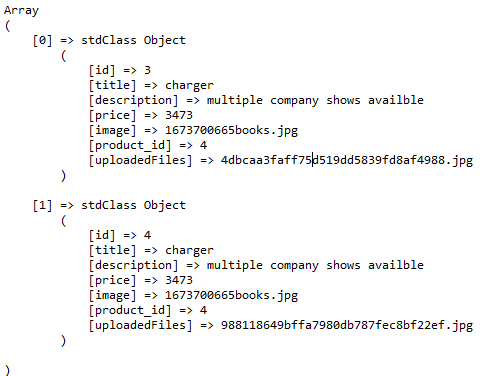 Array
(
    [0] => stdClass Object
        (
            [id] => 3
            [title] => charger
            [description] => multiple company shows availble
            [price] => 3473
            [image] => 1673700665books.jpg
            [product_id] => 4
            [uploadedFiles] => 4dbcaa3faff75d519dd5839fd8af4988.jpg
        )

    [1] => stdClass Object
        (
            [id] => 4
            [title] => charger
            [description] => multiple company shows availble
            [price] => 3473
            [image] => 1673700665books.jpg
            [product_id] => 4
            [uploadedFiles] => 988118649bffa7980db787fec8bf22ef.jpg
        )

)